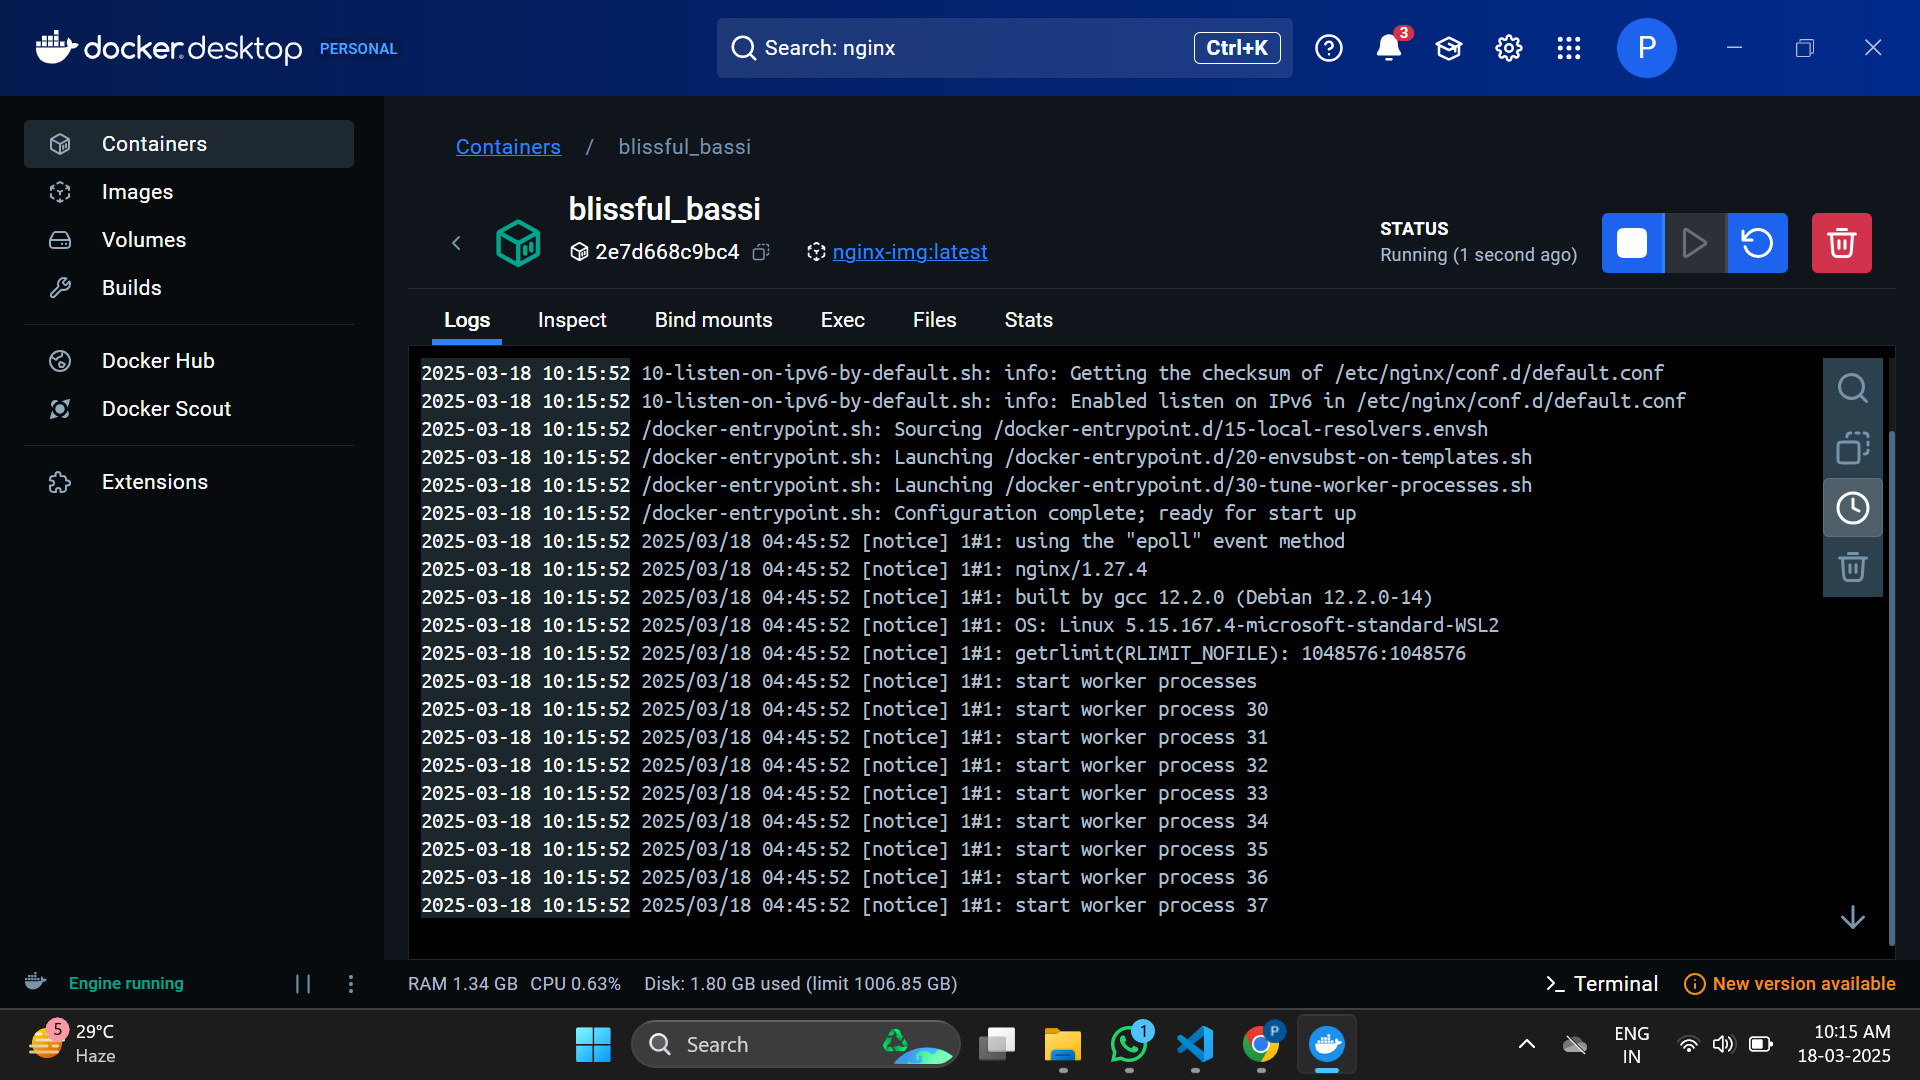 docker desktop PERSONAL
Search: nginx
Ctrl+K
3
P
Containers
Images
Volumes
Builds
Docker Hub
Docker Scout
Extensions
Containers / blissful_bassi
blissful_bassi
2e7d668c9bc4
nginx-img:latest
STATUS
Running (1 second ago)
Logs
Inspect
Bind mounts
Exec
Files
Stats
2025-03-18 10:15:52 10-listen-on-ipv6-by-default.sh: info: Getting the checksum of /etc/nginx/conf.d/default.conf
2025-03-18 10:15:52 10-listen-on-ipv6-by-default.sh: info: Enabled listen on IPv6 in /etc/nginx/conf.d/default.conf
2025-03-18 10:15:52 /docker-entrypoint.sh: Sourcing /docker-entrypoint.d/15-local-resolvers.envsh
2025-03-18 10:15:52 /docker-entrypoint.sh: Launching /docker-entrypoint.d/20-envsubst-on-templates.sh
2025-03-18 10:15:52 /docker-entrypoint.sh: Launching /docker-entrypoint.d/30-tune-worker-processes.sh
2025-03-18 10:15:52 /docker-entrypoint.sh: Configuration complete; ready for start up
2025-03-18 10:15:52 2025/03/18 04:45:52 [notice] 1#1: using the "epoll" event method
2025-03-18 10:15:52 2025/03/18 04:45:52 [notice] 1#1: nginx/1.27.4
2025-03-18 10:15:52 2025/03/18 04:45:52 [notice] 1#1: built by gcc 12.2.0 (Debian 12.2.0-14)
2025-03-18 10:15:52 2025/03/18 04:45:52 [notice] 1#1: OS: Linux 5.15.167.4-microsoft-standard-WSL2
2025-03-18 10:15:52 2025/03/18 04:45:52 [notice] 1#1: getrlimit(RLIMIT_NOFILE): 1048576:1048576
2025-03-18 10:15:52 2025/03/18 04:45:52 [notice] 1#1: start worker processes
2025-03-18 10:15:52 2025/03/18 04:45:52 [notice] 1#1: start worker process 30
2025-03-18 10:15:52 2025/03/18 04:45:52 [notice] 1#1: start worker process 31
2025-03-18 10:15:52 2025/03/18 04:45:52 [notice] 1#1: start worker process 32
2025-03-18 10:15:52 2025/03/18 04:45:52 [notice] 1#1: start worker process 33
2025-03-18 10:15:52 2025/03/18 04:45:52 [notice] 1#1: start worker process 34
2025-03-18 10:15:52 2025/03/18 04:45:52 [notice] 1#1: start worker process 35
2025-03-18 10:15:52 2025/03/18 04:45:52 [notice] 1#1: start worker process 36
2025-03-18 10:15:52 2025/03/18 04:45:52 [notice] 1#1: start worker process 37
Engine running
RAM 1.34 GB CPU 0.63% Disk: 1.80 GB used (limit 1006.85 GB)
Terminal
New version available
5
29°C
Haze
Search
1
P
ENG
IN
10:15 AM
18-03-2025